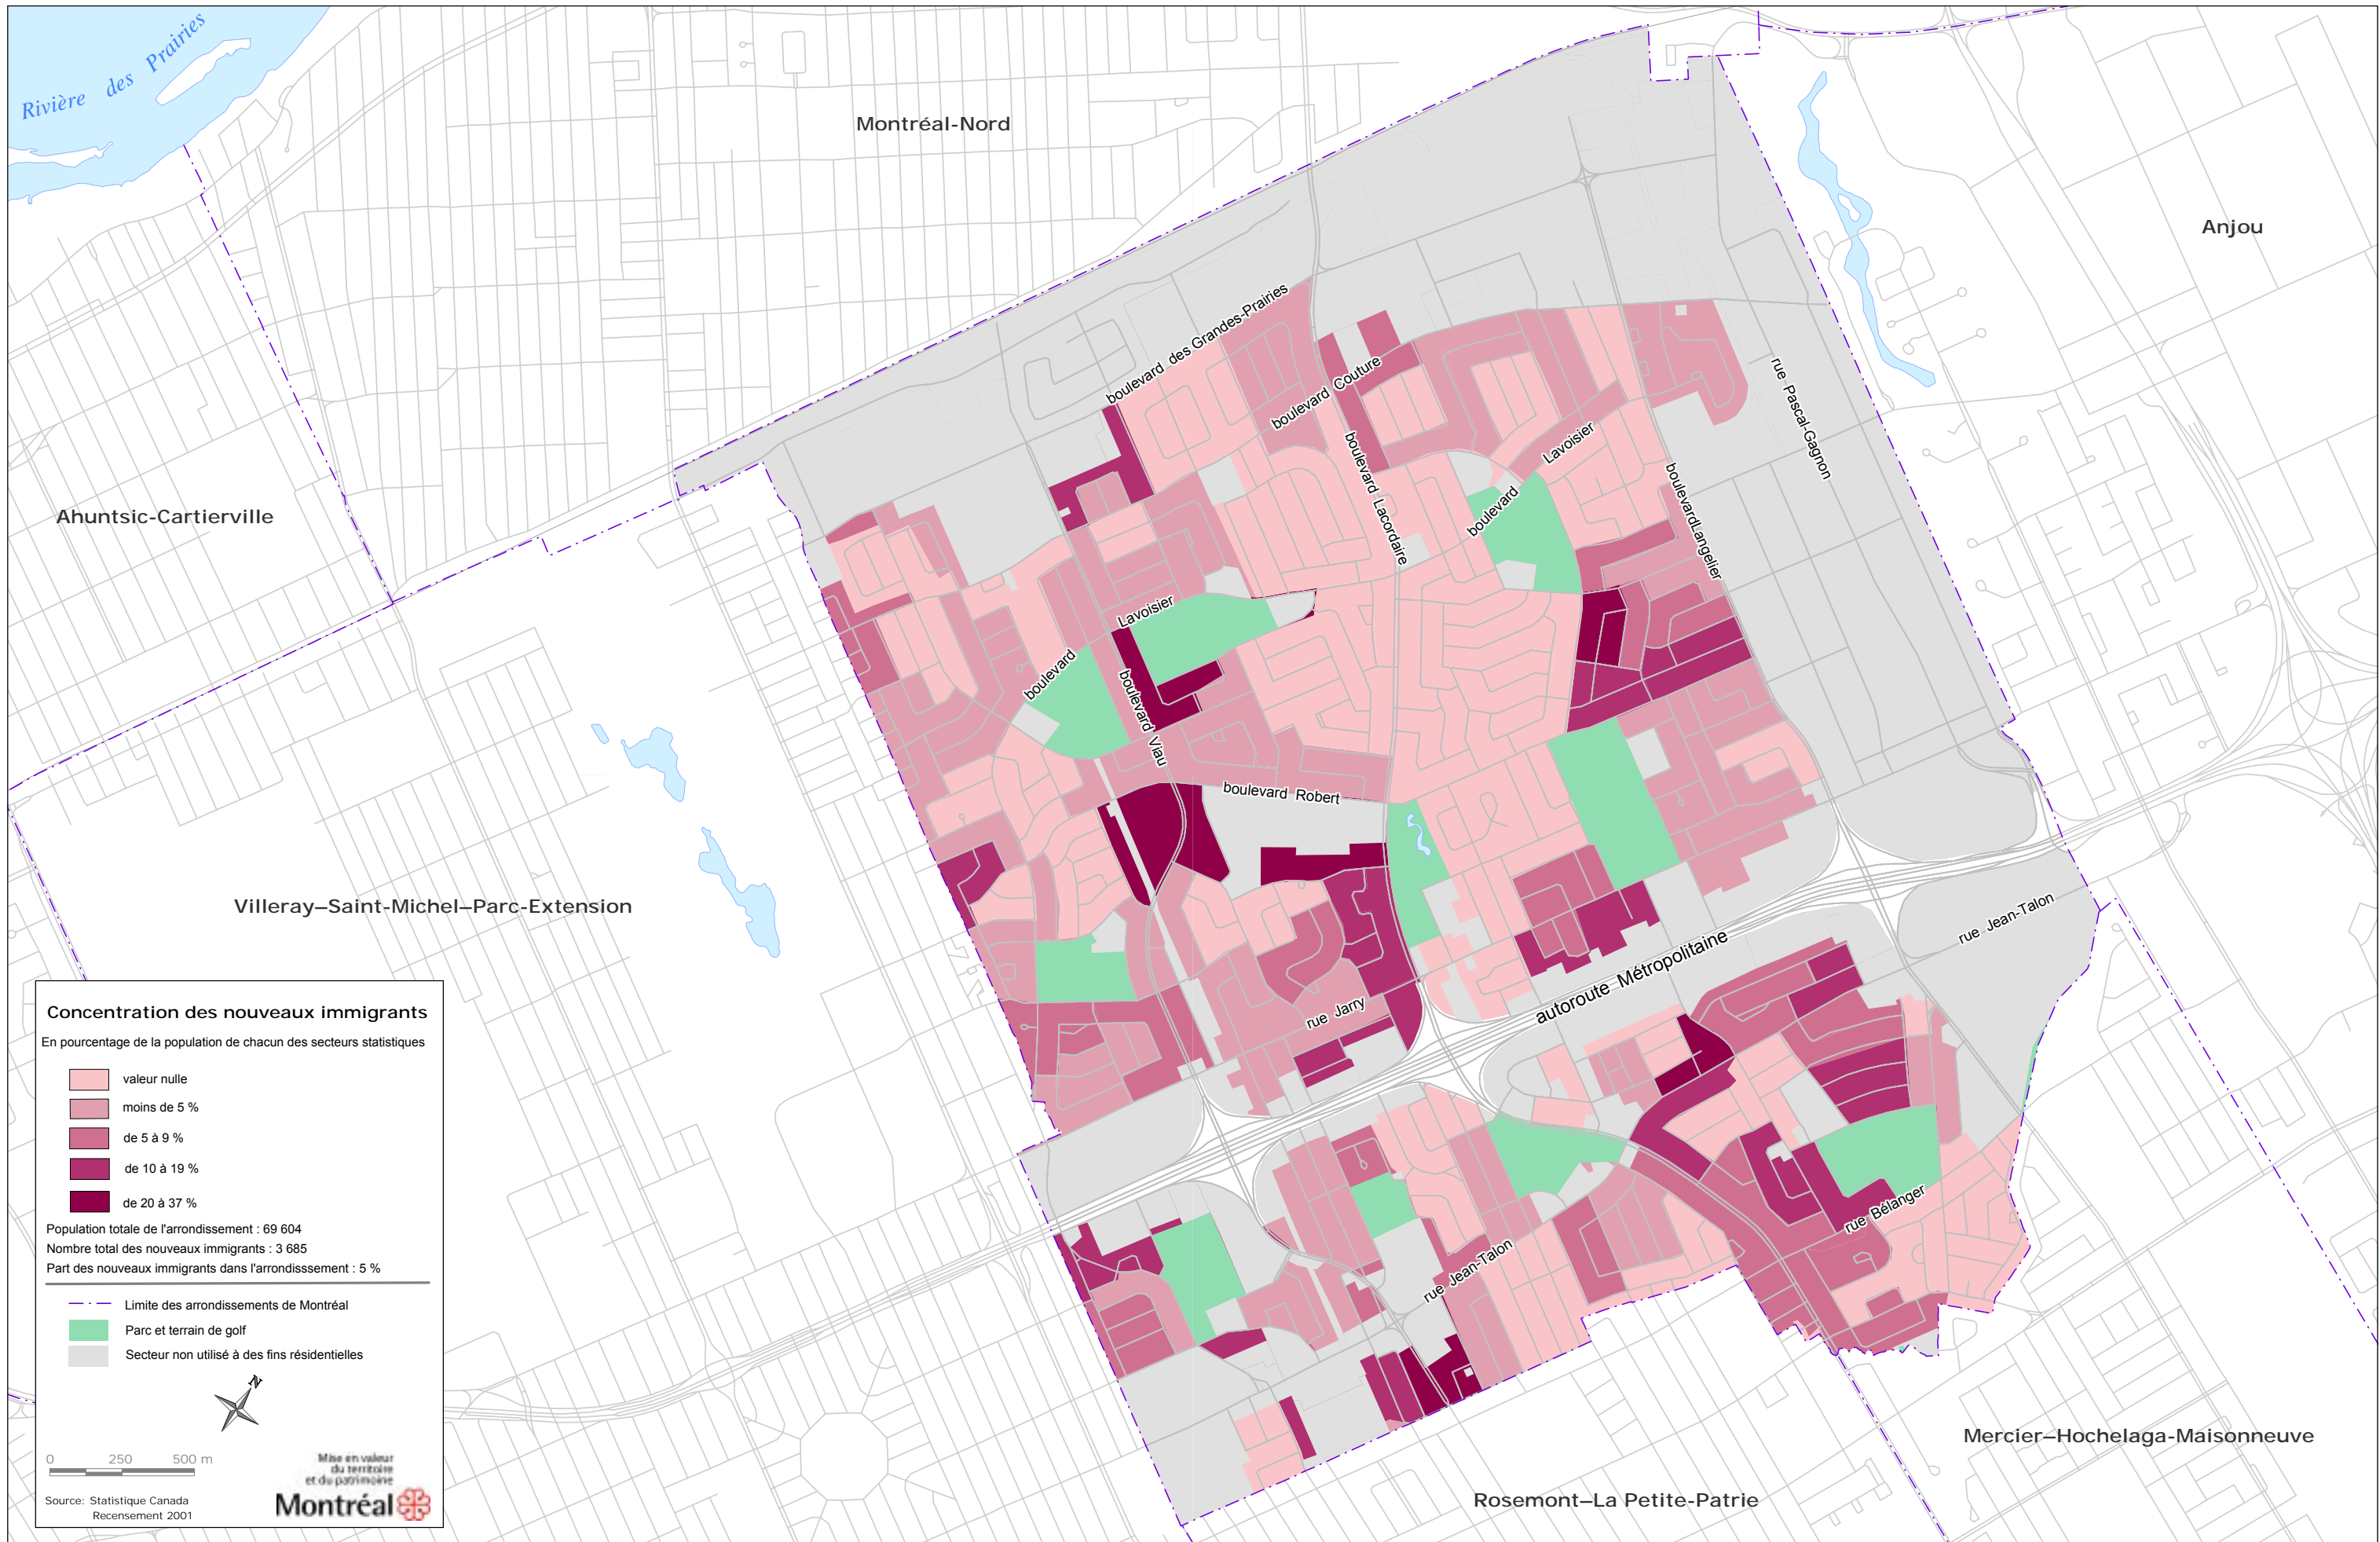 Rivière des Prairies
Montréal-Nord
Anjou
Ahuntsic-Cartierville
Villeray–Saint-Michel–Parc-Extension
boulevard des Grandes-Prairies
boulevard Couture
boulevard Lacordaire
boulevard Lavoisier
boulevard Langelier
rue Pascal-Gagnon
boulevard Lavoisier
boulevard Viau
boulevard Robert
rue Jarry
autoroute Métropolitaine
rue Jean-Talon
rue Jean-Talon
rue Bélanger
Mercier–Hochelaga-Maisonneuve
Rosemont–La Petite-Patrie
Concentration des nouveaux immigrants
En pourcentage de la population de chacun des secteurs statistiques
valeur nulle
moins de 5 %
de 5 à 9 %
de 10 à 19 %
de 20 à 37 %
Population totale de l'arrondissement : 69 604
Nombre total des nouveaux immigrants : 3 685
Part des nouveaux immigrants dans l'arrondisssement : 5 %
Limite des arrondissements de Montréal
Parc et terrain de golf
Secteur non utilisé à des fins résidentielles
N
0 250 500 m
Source: Statistique Canada
Recensement 2001
Mise en valeur
du territoire
et du patrimoine
Montréal